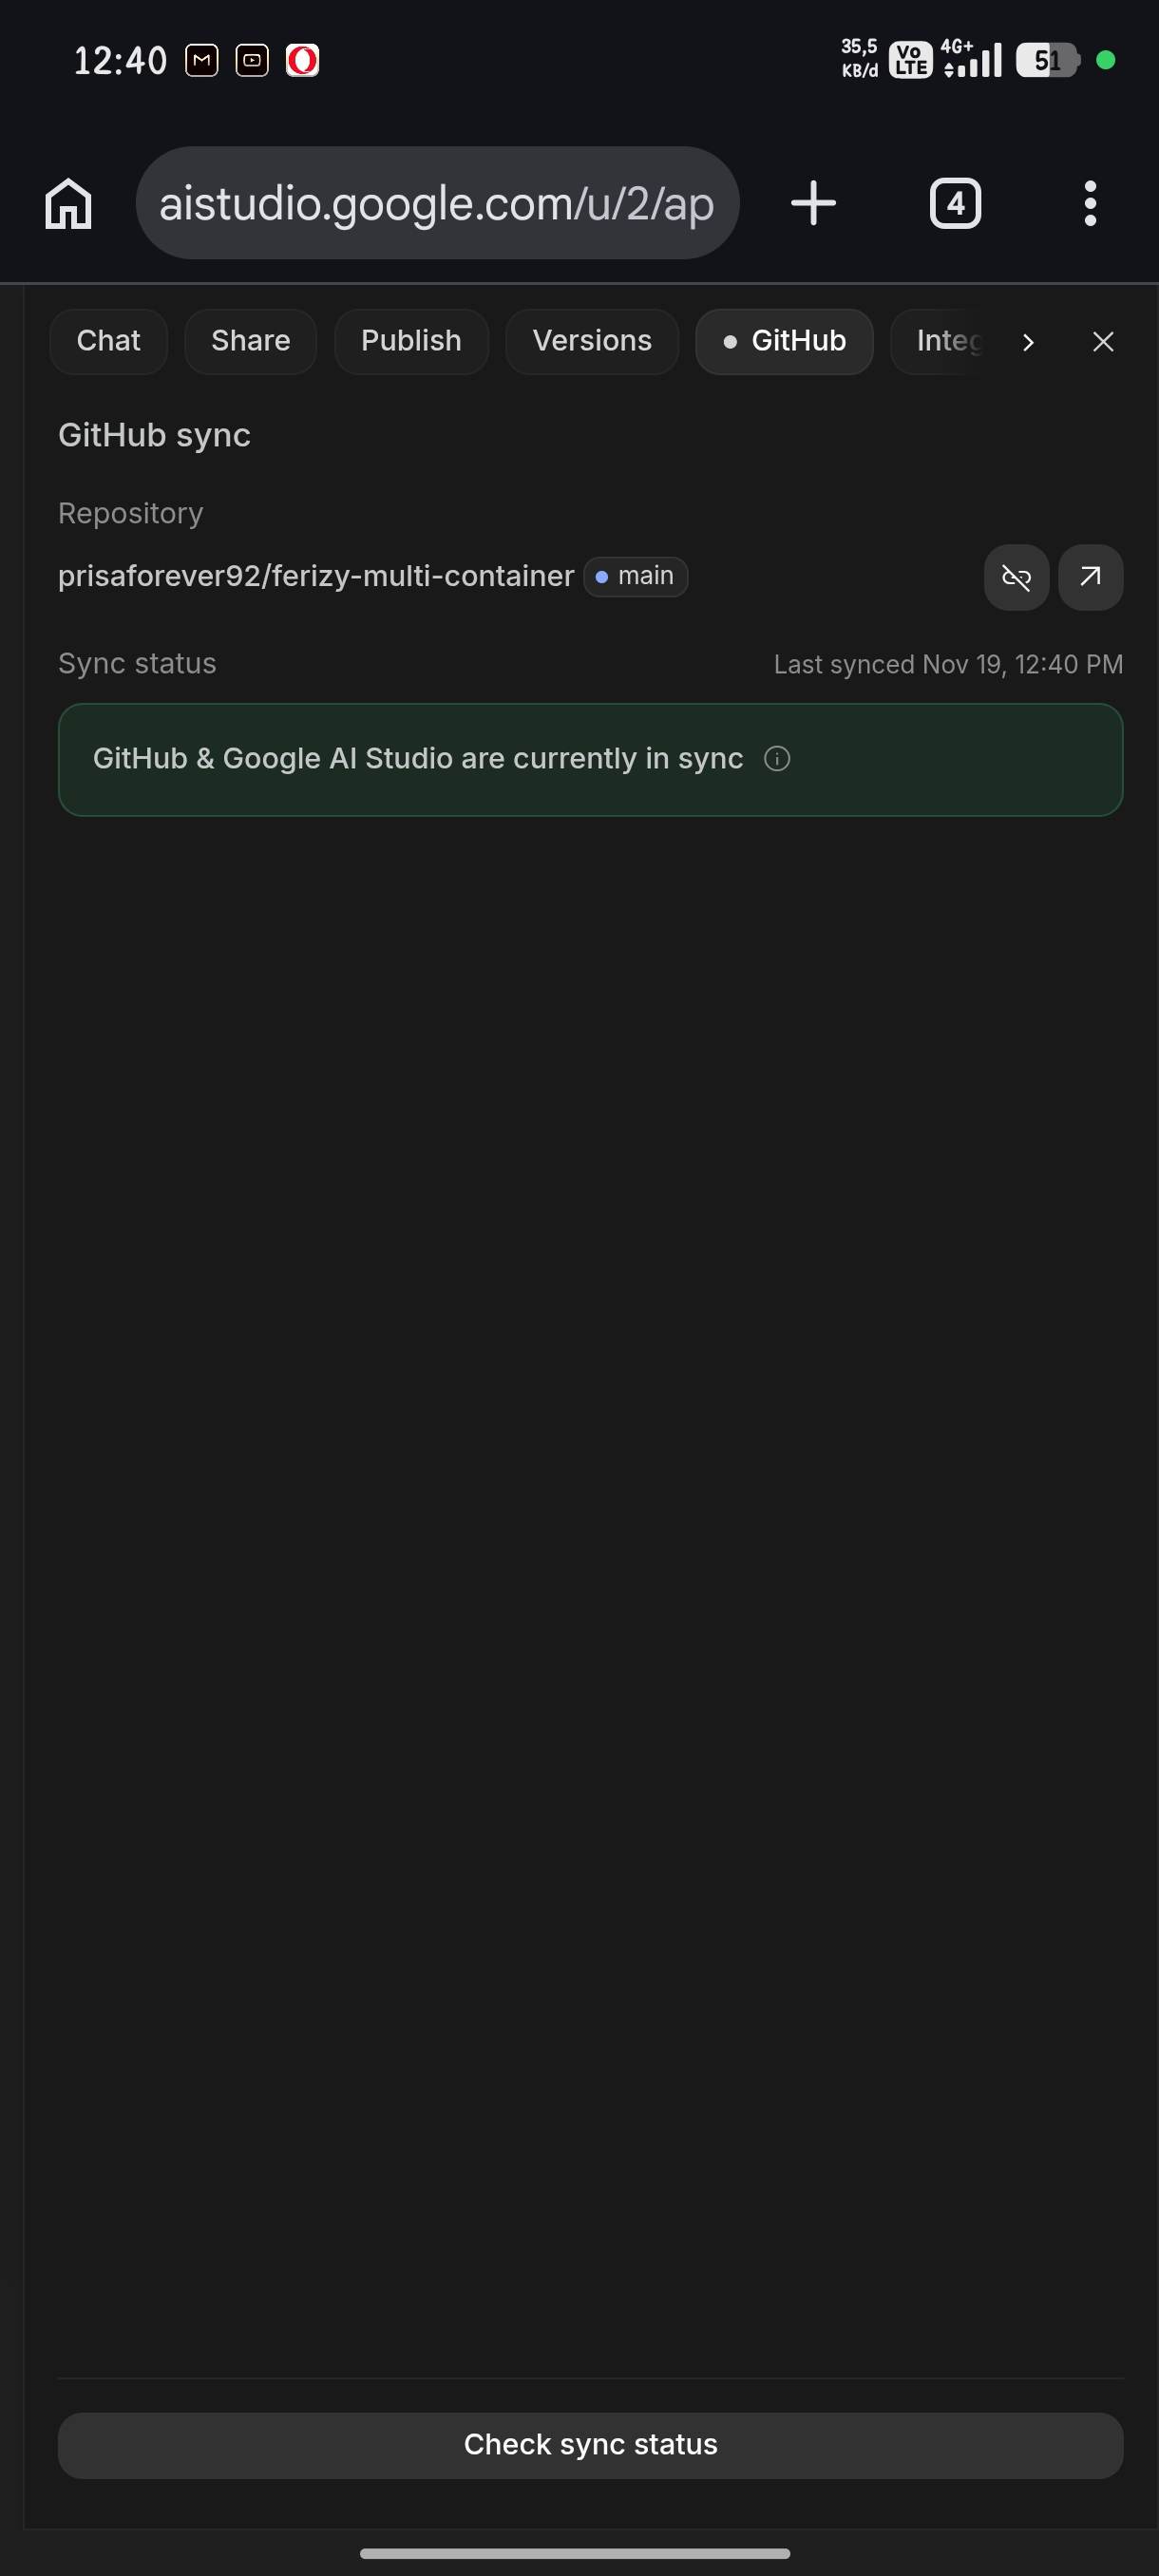 12:40
35,5 KB/d
Vo LTE
4G+
51
aistudio.google.com/u/2/ap
4
Chat
Share
Publish
Versions
GitHub
Integ
GitHub sync
Repository
prisaforever92/ferizy-multi-container
main
Sync status
Last synced Nov 19, 12:40 PM
GitHub & Google AI Studio are currently in sync
Check sync status